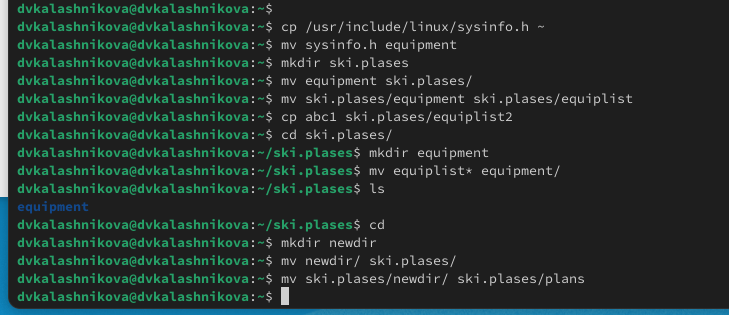 dvkalashnikova@dvkalashnikova:~$
dvkalashnikova@dvkalashnikova:~$ cp /usr/include/linux/sysinfo.h ~
dvkalashnikova@dvkalashnikova:~$ mv sysinfo.h equipment
dvkalashnikova@dvkalashnikova:~$ mkdir ski.plases
dvkalashnikova@dvkalashnikova:~$ mv equipment ski.plases/
dvkalashnikova@dvkalashnikova:~$ mv ski.plases/equipment ski.plases/equiplist
dvkalashnikova@dvkalashnikova:~$ cp abc1 ski.plases/equiplist2
dvkalashnikova@dvkalashnikova:~$ cd ski.plases/
dvkalashnikova@dvkalashnikova:~/ski.plases$ mkdir equipment
dvkalashnikova@dvkalashnikova:~/ski.plases$ mv equiplist* equipment/
dvkalashnikova@dvkalashnikova:~/ski.plases$ ls
equipment
dvkalashnikova@dvkalashnikova:~/ski.plases$ cd
dvkalashnikova@dvkalashnikova:~$ mkdir newdir
dvkalashnikova@dvkalashnikova:~$ mv newdir/ ski.plases/
dvkalashnikova@dvkalashnikova:~$ mv ski.plases/newdir/ ski.plases/plans
dvkalashnikova@dvkalashnikova:~$